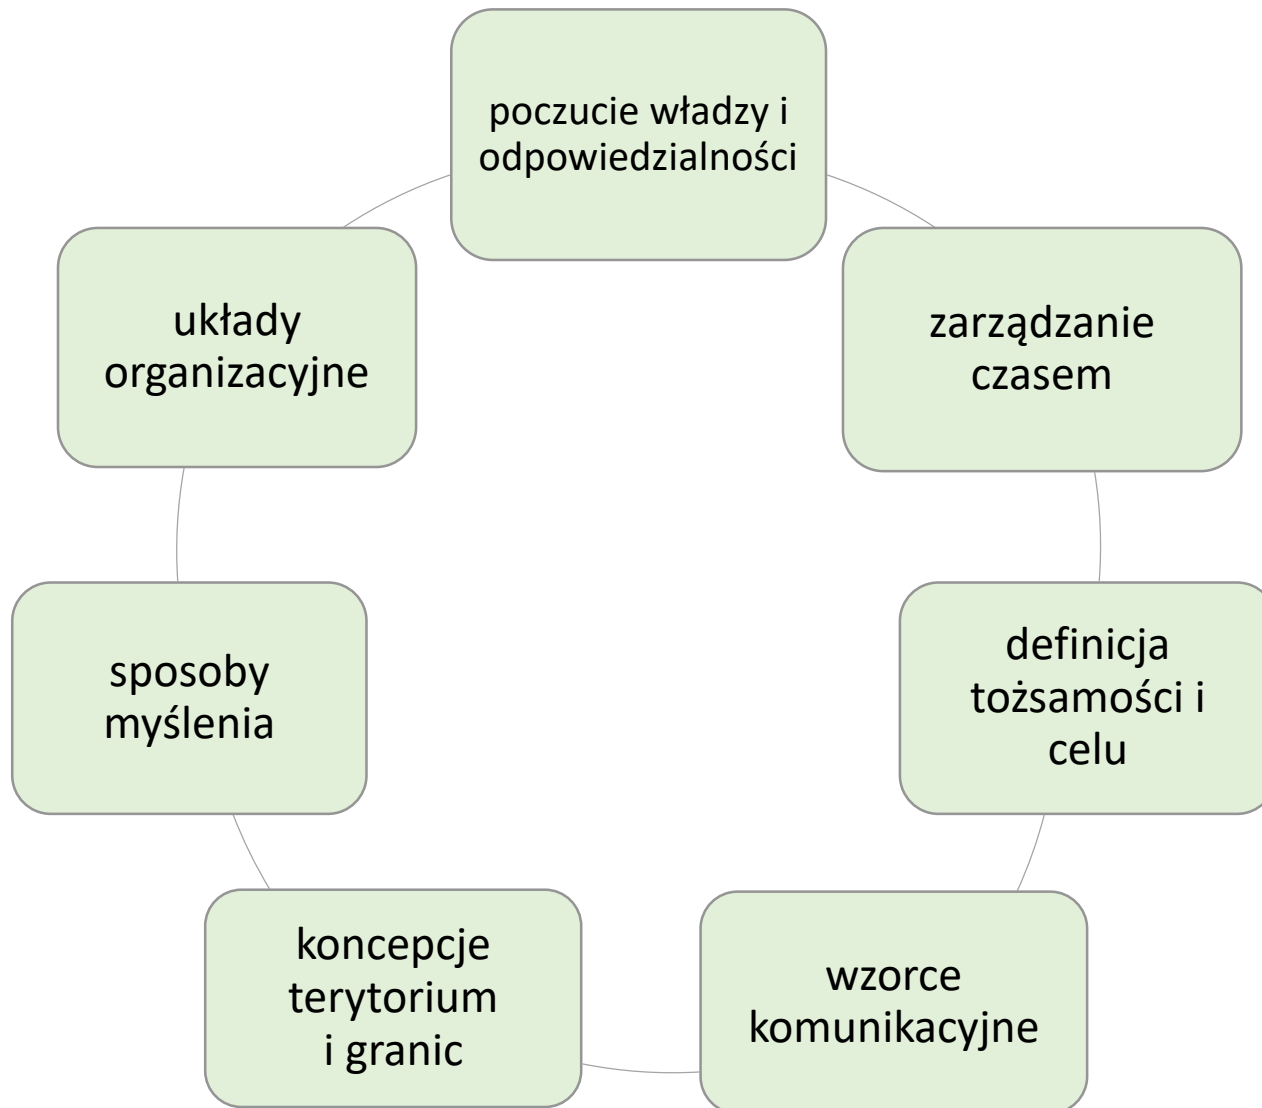 poczucie władzy i
odpowiedzialności
zarządzanie
czasem
definicja
tożsamości i
celu
wzorce
komunikacyjne
koncepcje
terytorium
i granic
sposoby
myślenia
układy
organizacyjne